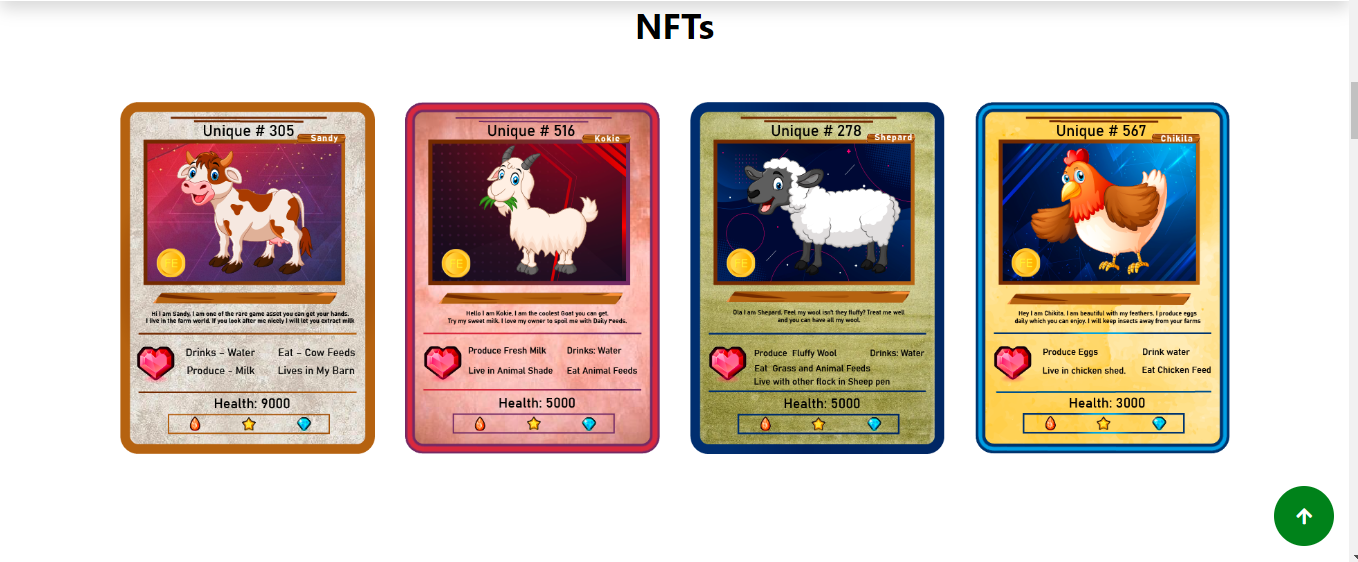 NFTs
Unique # 305
Sandy
Hi I am Sandy. I am one of the rare game asset you can get your hands.
I live in the farm world. If you look after me nicely I will let you extract milk
Drinks – Water
Eat – Cow Feeds
Produce - Milk
Lives in My Barn
Health: 9000
Unique # 516
Kokie
Hello I am Kokie, I am the coolest Goat you can get.
Try my sweet milk. I love my owner to spoil me with Daily Feeds.
Produce Fresh Milk
Drinks: Water
Live in Animal Shade
Eat Animal Feeds
Health: 5000
Unique # 278
Shepard
Ola I am Shepard. Feel my wool isn't they fluffy? Treat me well
and you can have all my wool.
Produce Fluffy Wool
Drinks: Water
Eat Grass and Animal Feeds
Live with other flock in Sheep pen
Health: 5000
Unique # 567
Chikita
Hey I am Chikita. I am beautiful with my feathers. I produce eggs
daily which you can enjoy. I will keep insects away from your farms
Produce Eggs
Drink water
Live in chicken shed.
Eat Chicken Feed
Health: 3000